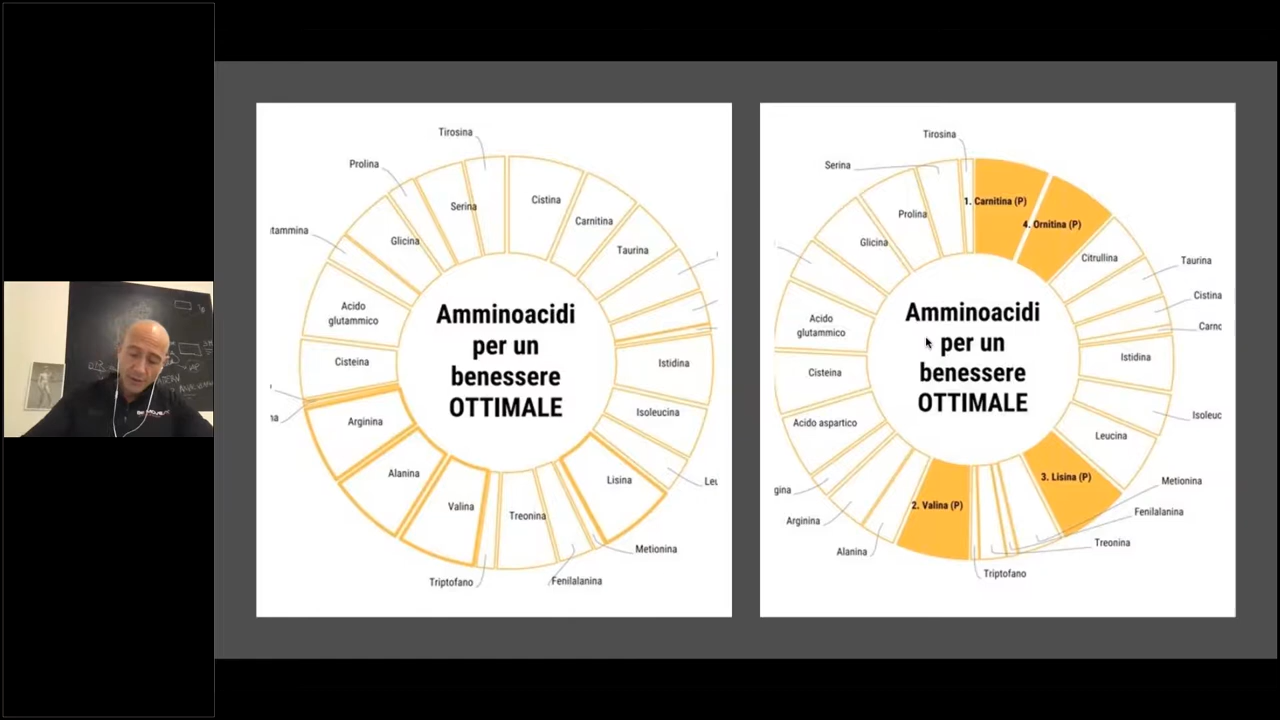 Tirosina
Prolina
Serina
Cistina
Carnitina
Taurina
tammina
Glicina
Acido
glutammico
Cisteina
Arginina
Alanina
Valina
Treonina
Lisina
Isoleucina
Istidina
Leu
Metionina
Fenilalanina
Triptofano
na
Amminoacidi
per un
benessere
OTTIMALE
Tirosina
Serina
1. Carnitina (P)
4. Ornitina (P)
Prolina
Glicina
Citrullina
Taurina
Cistina
Carno
Istidina
Isoleuc
Leucina
3. Lisina (P)
Metionina
Fenilalanina
Treonina
Triptofano
2. Valina (P)
Alanina
Arginina
gina
Acido aspartico
Cisteina
Acido
glutammico
Amminoacidi
per un
benessere
OTTIMALE